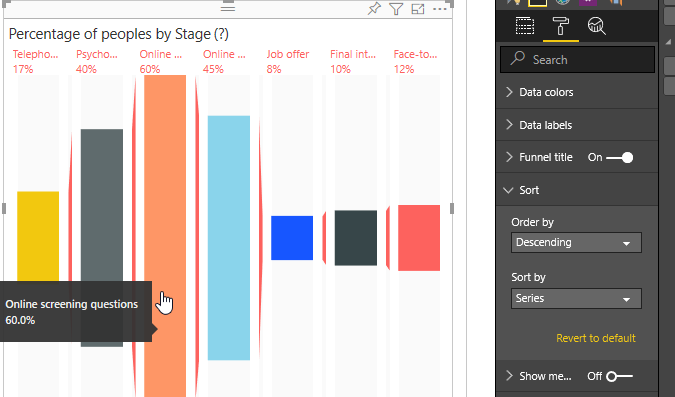 Percentage of peoples by Stage (?)
Telepho... Psycho... Online ... Online ... Job offer Final int... Face-to...
17% 40% 60% 45% 8% 10% 12%
Online screening questions
60.0%
Search
Data colors
Data labels
Funnel title On
Sort
Order by
Descending
Sort by
Series
Revert to default
Show me... Off